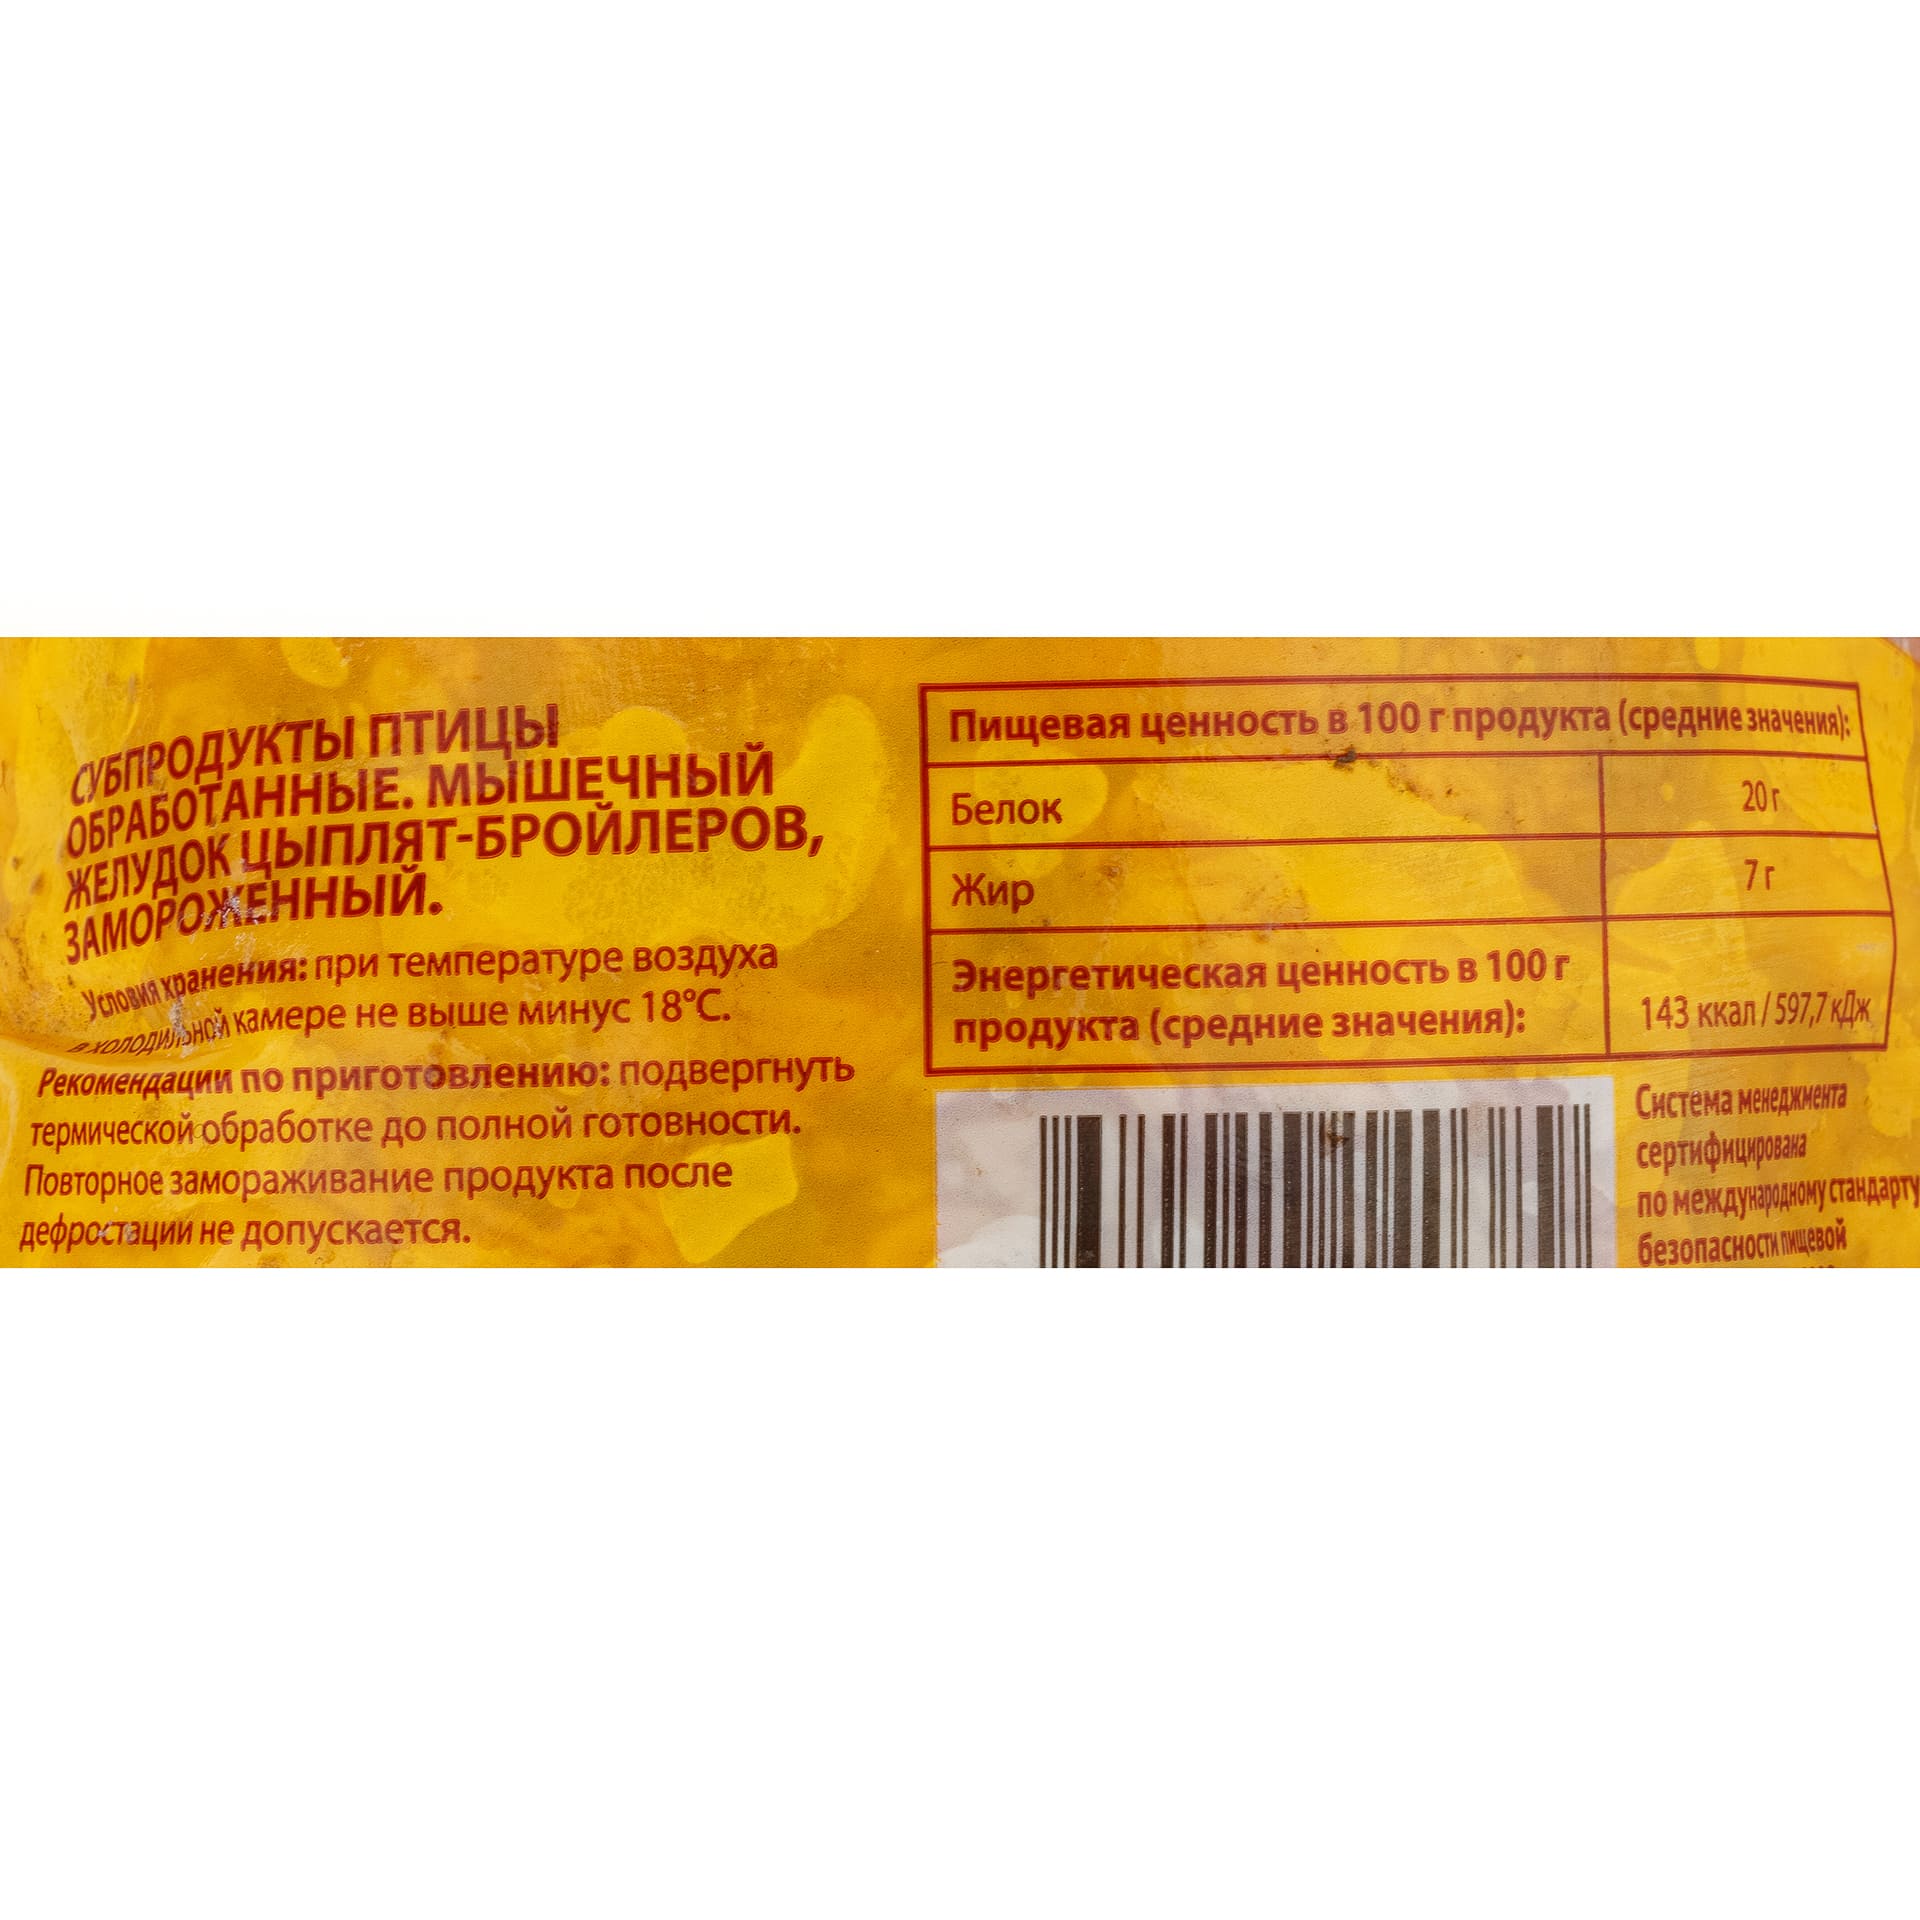 СУБПРОДУКТЫ ПТИЦЫ
ОБРАБОТАННЫЕ. МЫШЕЧНЫЙ
ЖЕЛУДОК ЦЫПЛЯТ-БРОЙЛЕРОВ,
ЗАМОРОЖЕННЫЙ.
Условия хранения: при температуре воздуха
в холодильной камере не выше минус 18°С.
Рекомендации по приготовлению: подвергнуть
термической обработке до полной готовности.
Повторное замораживание продукта после
дефростации не допускается.
Пищевая ценность в 100 г продукта (средние значения):
Белок 20 г
Жир 7 г
Энергетическая ценность в 100 г
продукта (средние значения): 143 ккал / 597,7 кДж
Система менеджмента
сертифицирована
по международному стандарту
безопасности пищевой